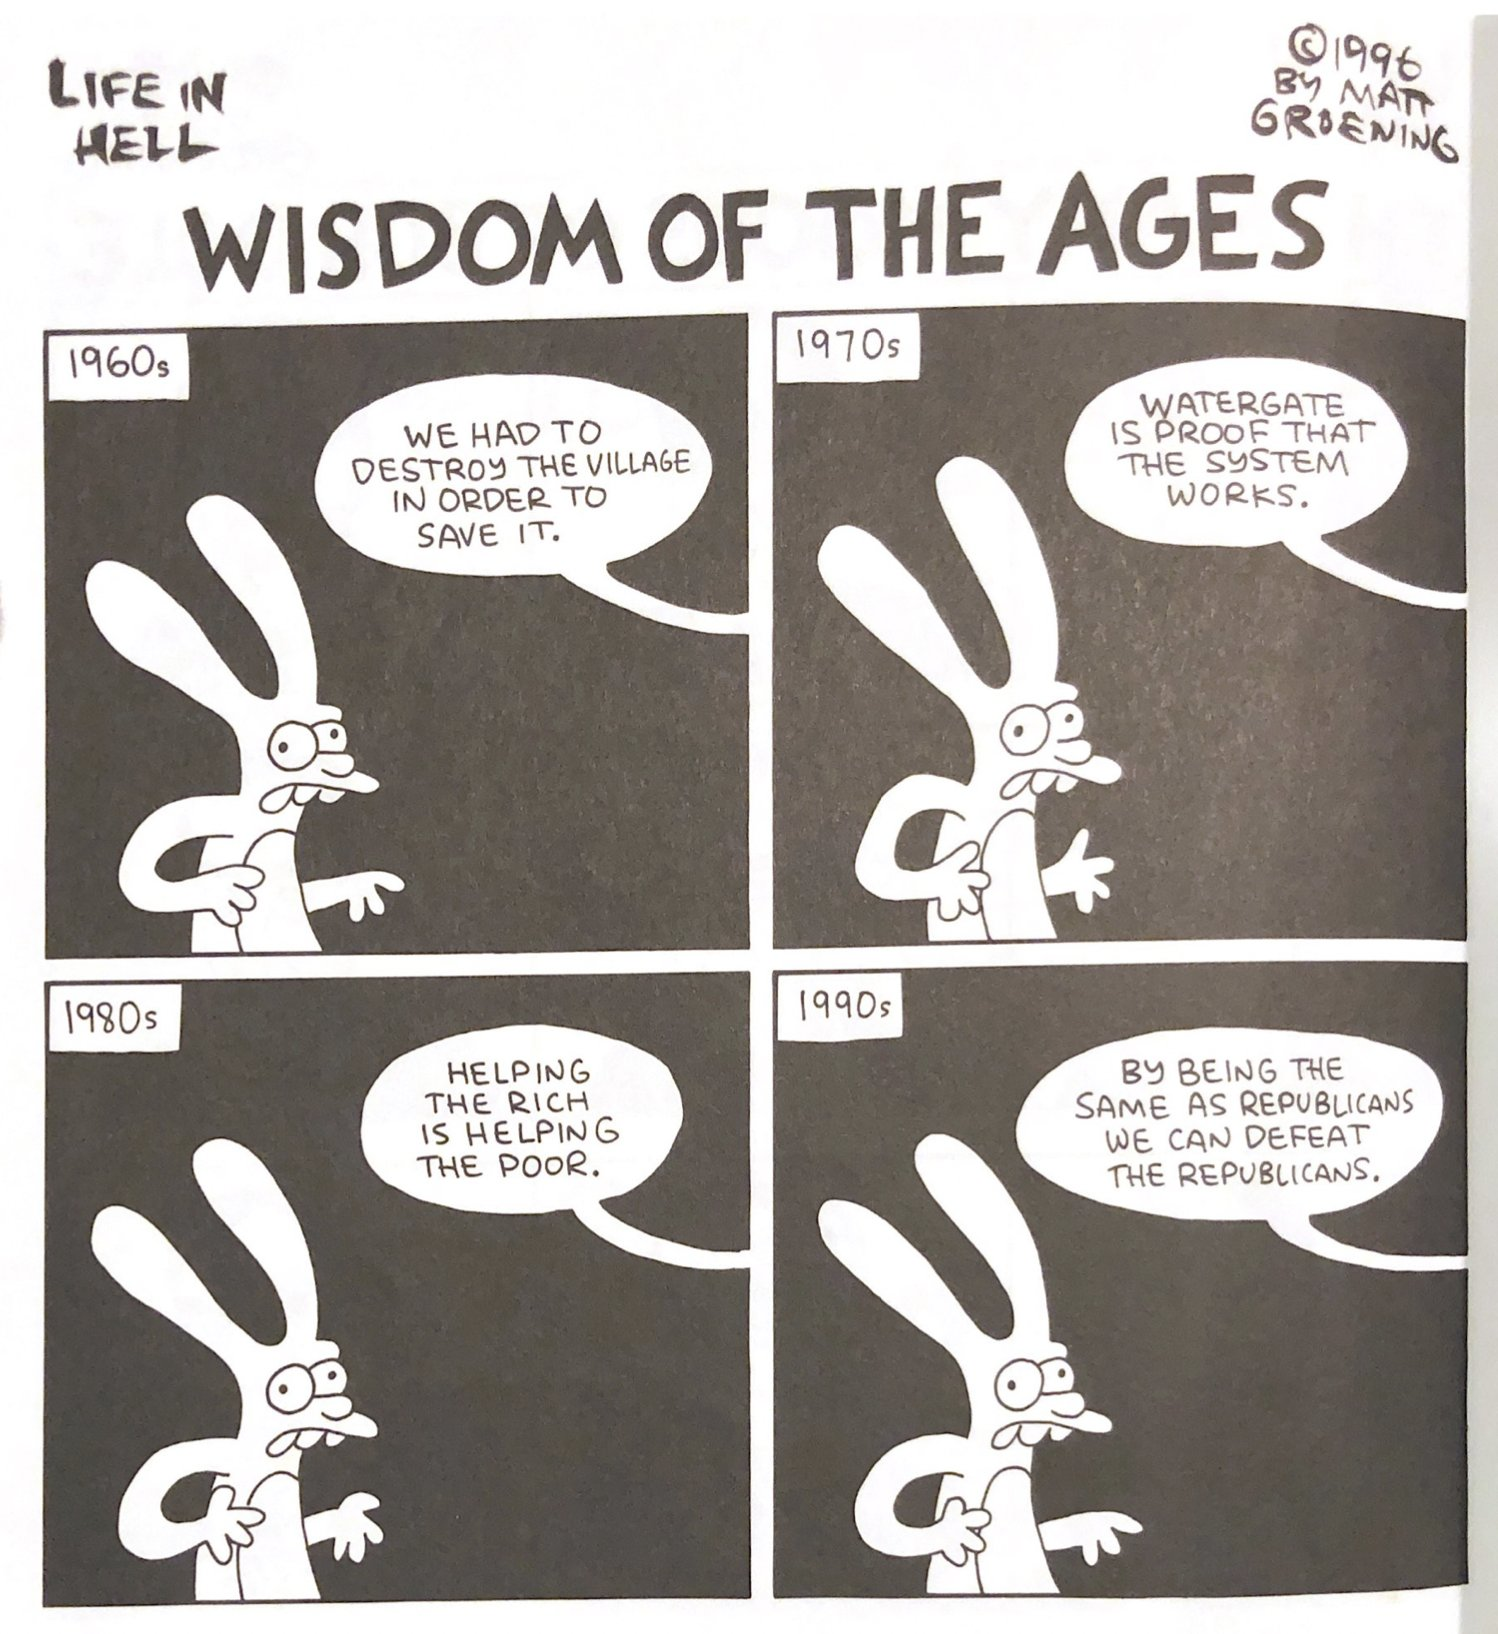 LIFE IN
HELL
©1996
BY MATT
GROENING
WISDOM OF THE AGES
1960s
WE HAD TO
DESTROY THE VILLAGE
IN ORDER TO
SAVE IT.
1970s
WATERGATE
IS PROOF THAT
THE SYSTEM
WORKS.
1980s
HELPING
THE RICH
IS HELPING
THE POOR.
1990s
BY BEING THE
SAME AS REPUBLICANS
WE CAN DEFEAT
THE REPUBLICANS.